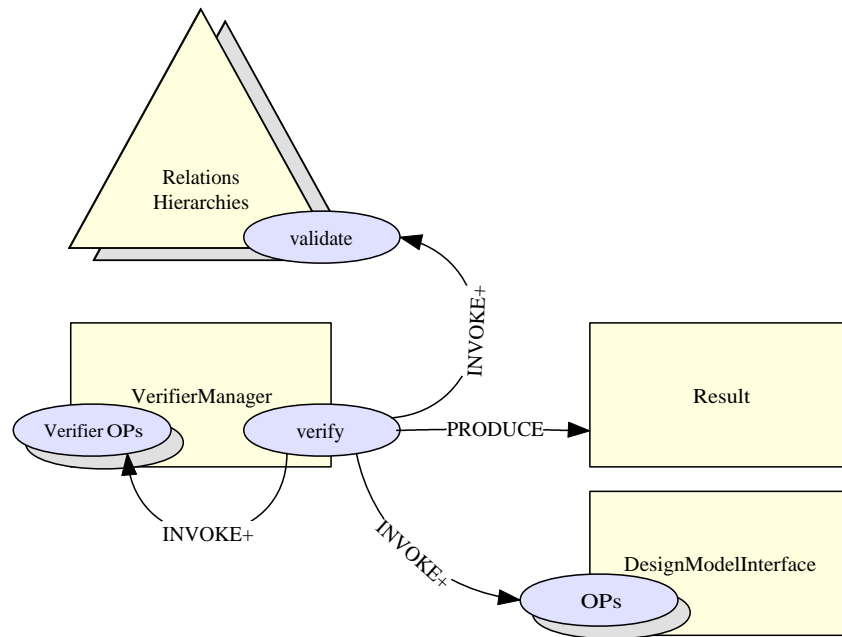 Relations
Hierarchies
validate
INVOKE+
VerifierManager
Result
Verifier OPs
verify
PRODUCE
INVOKE+
INVOKE+
DesignModelInterface
OPs